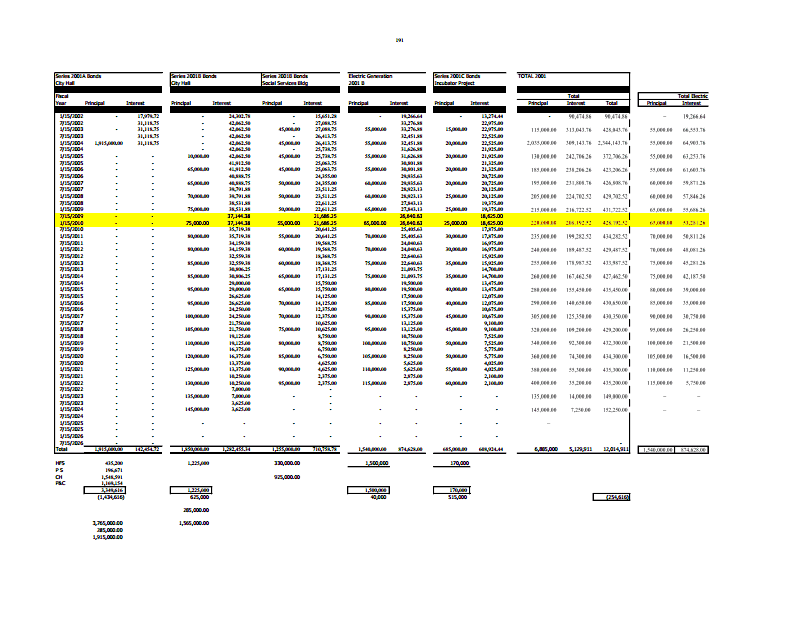 191
Series 2001A Bonds Series 2001B Bonds Series 2001B Bonds Electric Generation Series 2001C Bonds TOTAL 2001
City Hall City Hall Social Services Bldg 2001 B Incubator Project
Fiscal Total Total Electric
Year Principal Interest Principal Interest Principal Interest Principal Interest Principal Interest Principal Interest Total Principal Interest
1/15/2002 - 17,978.72 24,302.78 - 15,651.28 - 19,266.64 - 13,274.44 - 90,474.86 90,474.86 - 19,266.64
7/15/2002 - 31,118.75 42,062.50 27,088.75 33,276.88 22,975.00
1/15/2003 - 31,118.75 42,062.50 45,000.00 27,088.75 55,000.00 33,276.88 15,000.00 22,975.00 115,000.00 313,043.76 428,043.76 55,000.00 66,553.76
7/15/2003 - 31,118.75 42,062.50 - 26,413.75 32,451.88 22,525.00
1/15/2004 1,915,000.00 31,118.75 - 42,062.50 45,000.00 26,413.75 55,000.00 32,451.88 20,000.00 22,525.00 2,035,000.00 309,143.76 2,344,143.76 55,000.00 64,903.76
7/15/2004 - - 42,062.50 25,738.75 31,626.88 21,925.00
1/15/2005 - - 10,000.00 42,062.50 45,000.00 25,738.75 55,000.00 31,626.88 20,000.00 21,925.00 130,000.00 242,706.26 372,706.26 55,000.00 63,253.76
7/15/2005 - - 41,912.50 25,063.75 30,801.88 21,325.00
1/15/2006 - - 65,000.00 41,912.50 50,000.00 25,063.75 55,000.00 30,801.88 20,000.00 21,325.00 185,000.00 238,206.26 423,206.26 55,000.00 61,603.76
7/15/2006 - - 40,888.75 24,355.00 29,935.63 20,725.00
1/15/2007 - - 65,000.00 40,888.75 50,000.00 24,355.00 60,000.00 29,935.63 20,000.00 20,725.00 195,000.00 231,808.76 426,808.76 60,000.00 59,871.26
7/15/2007 - - 39,791.88 23,511.25 28,923.13 20,125.00
1/15/2008 - - 70,000.00 39,791.88 50,000.00 23,511.25 60,000.00 28,923.13 25,000.00 20,125.00 205,000.00 224,702.52 429,702.52 60,000.00 57,846.26
7/15/2008 - - 38,531.88 22,611.25 27,943.13 19,375.00
1/15/2009 - - 75,000.00 38,531.88 50,000.00 22,611.25 65,000.00 27,943.13 25,000.00 19,375.00 215,000.00 216,722.52 431,722.52 65,000.00 55,886.26
7/15/2009 - - 37,144.38 21,686.25 26,640.63 18,625.00
1/15/2010 - - 75,000.00 37,144.38 55,000.00 21,686.25 65,000.00 26,640.63 25,000.00 18,625.00 220,000.00 206,392.52 426,392.52 65,000.00 53,281.26
7/15/2010 - - 35,719.38 20,641.25 25,405.63 17,875.00
1/15/2011 - - 80,000.00 35,719.38 55,000.00 20,641.25 70,000.00 25,405.63 30,000.00 17,875.00 235,000.00 199,282.52 434,282.52 70,000.00 50,811.26
7/15/2011 - - 34,159.38 19,568.75 24,040.63 16,975.00
1/15/2012 - - 80,000.00 34,159.38 60,000.00 19,568.75 70,000.00 24,040.63 30,000.00 16,975.00 240,000.00 189,487.52 429,487.52 70,000.00 48,081.26
7/15/2012 - - 32,559.38 18,368.75 22,640.63 15,925.00
1/15/2013 - - 85,000.00 32,559.38 60,000.00 18,368.75 75,000.00 22,640.63 35,000.00 15,925.00 255,000.00 178,987.52 433,987.52 75,000.00 45,281.26
7/15/2013 - - 30,806.25 17,131.25 21,093.75 14,700.00
1/15/2014 - - 85,000.00 30,806.25 65,000.00 17,131.25 75,000.00 21,093.75 35,000.00 14,700.00 260,000.00 167,462.50 427,462.50 75,000.00 42,187.50
7/15/2014 - - 29,000.00 15,750.00 19,500.00 13,475.00
1/15/2015 - - 95,000.00 29,000.00 65,000.00 15,750.00 80,000.00 19,500.00 40,000.00 13,475.00 280,000.00 155,450.00 435,450.00 80,000.00 39,000.00
7/15/2015 - - 26,625.00 14,125.00 17,500.00 12,075.00
1/15/2016 - - 95,000.00 26,625.00 70,000.00 14,125.00 85,000.00 17,500.00 40,000.00 12,075.00 290,000.00 140,650.00 430,650.00 85,000.00 35,000.00
7/15/2016 - - 24,250.00 12,375.00 15,375.00 10,675.00
1/15/2017 - - 100,000.00 24,250.00 70,000.00 12,375.00 90,000.00 15,375.00 45,000.00 10,675.00 305,000.00 125,350.00 430,350.00 90,000.00 30,750.00
7/15/2017 - - 21,750.00 10,625.00 13,125.00 9,100.00
1/15/2018 - - 105,000.00 21,750.00 75,000.00 10,625.00 95,000.00 13,125.00 45,000.00 9,100.00 320,000.00 109,200.00 429,200.00 95,000.00 26,250.00
7/15/2018 - - 19,125.00 8,750.00 10,750.00 7,525.00
1/15/2019 - - 110,000.00 19,125.00 80,000.00 8,750.00 100,000.00 10,750.00 50,000.00 7,525.00 340,000.00 92,300.00 432,300.00 100,000.00 21,500.00
7/15/2019 - - 16,375.00 6,750.00 8,250.00 5,775.00
1/15/2020 - - 120,000.00 16,375.00 85,000.00 6,750.00 105,000.00 8,250.00 50,000.00 5,775.00 360,000.00 74,300.00 434,300.00 105,000.00 16,500.00
7/15/2020 - - 13,375.00 4,625.00 5,625.00 4,025.00
1/15/2021 - - 125,000.00 13,375.00 90,000.00 4,625.00 110,000.00 5,625.00 55,000.00 4,025.00 380,000.00 55,300.00 435,300.00 110,000.00 11,250.00
7/15/2021 - - 10,250.00 2,375.00 2,875.00 2,100.00
1/15/2022 - - 130,000.00 10,250.00 95,000.00 2,375.00 115,000.00 2,875.00 60,000.00 2,100.00 400,000.00 35,200.00 435,200.00 115,000.00 5,750.00
7/15/2022 - - 7,000.00 -
1/15/2023 - - 135,000.00 7,000.00 - - - - - - 135,000.00 14,000.00 149,000.00 - -
7/15/2023 - - 3,625.00
1/15/2024 - - 145,000.00 3,625.00 - - - - - - 145,000.00 7,250.00 152,250.00 - -
7/15/2024 - -
1/15/2025 - - - - - - - - - - -
7/15/2025 - -
1/15/2026 - - - - - - - - - -
7/15/2026 - - -
Total 1,915,000.00 142,454.72 1,850,000.00 1,282,455.34 1,255,000.00 710,759.78 1,540,000.00 874,628.00 685,000.00 608,924.44 6,885,000 5,129,911 12,014,911 1,540,000.00 874,628.00
HFS 435,200 1,225,000 330,000.00 1,500,000 170,000
P S 196,671
CH 1,548,591 925,000.00
P&C 1,169,154
3,349,616 1,225,000 1,500,000 170,000
(1,434,616) 625,000 40,000 515,000 (254,616)
285,000.00
3,765,000.00 1,565,000.00
285,000.00
1,915,000.00